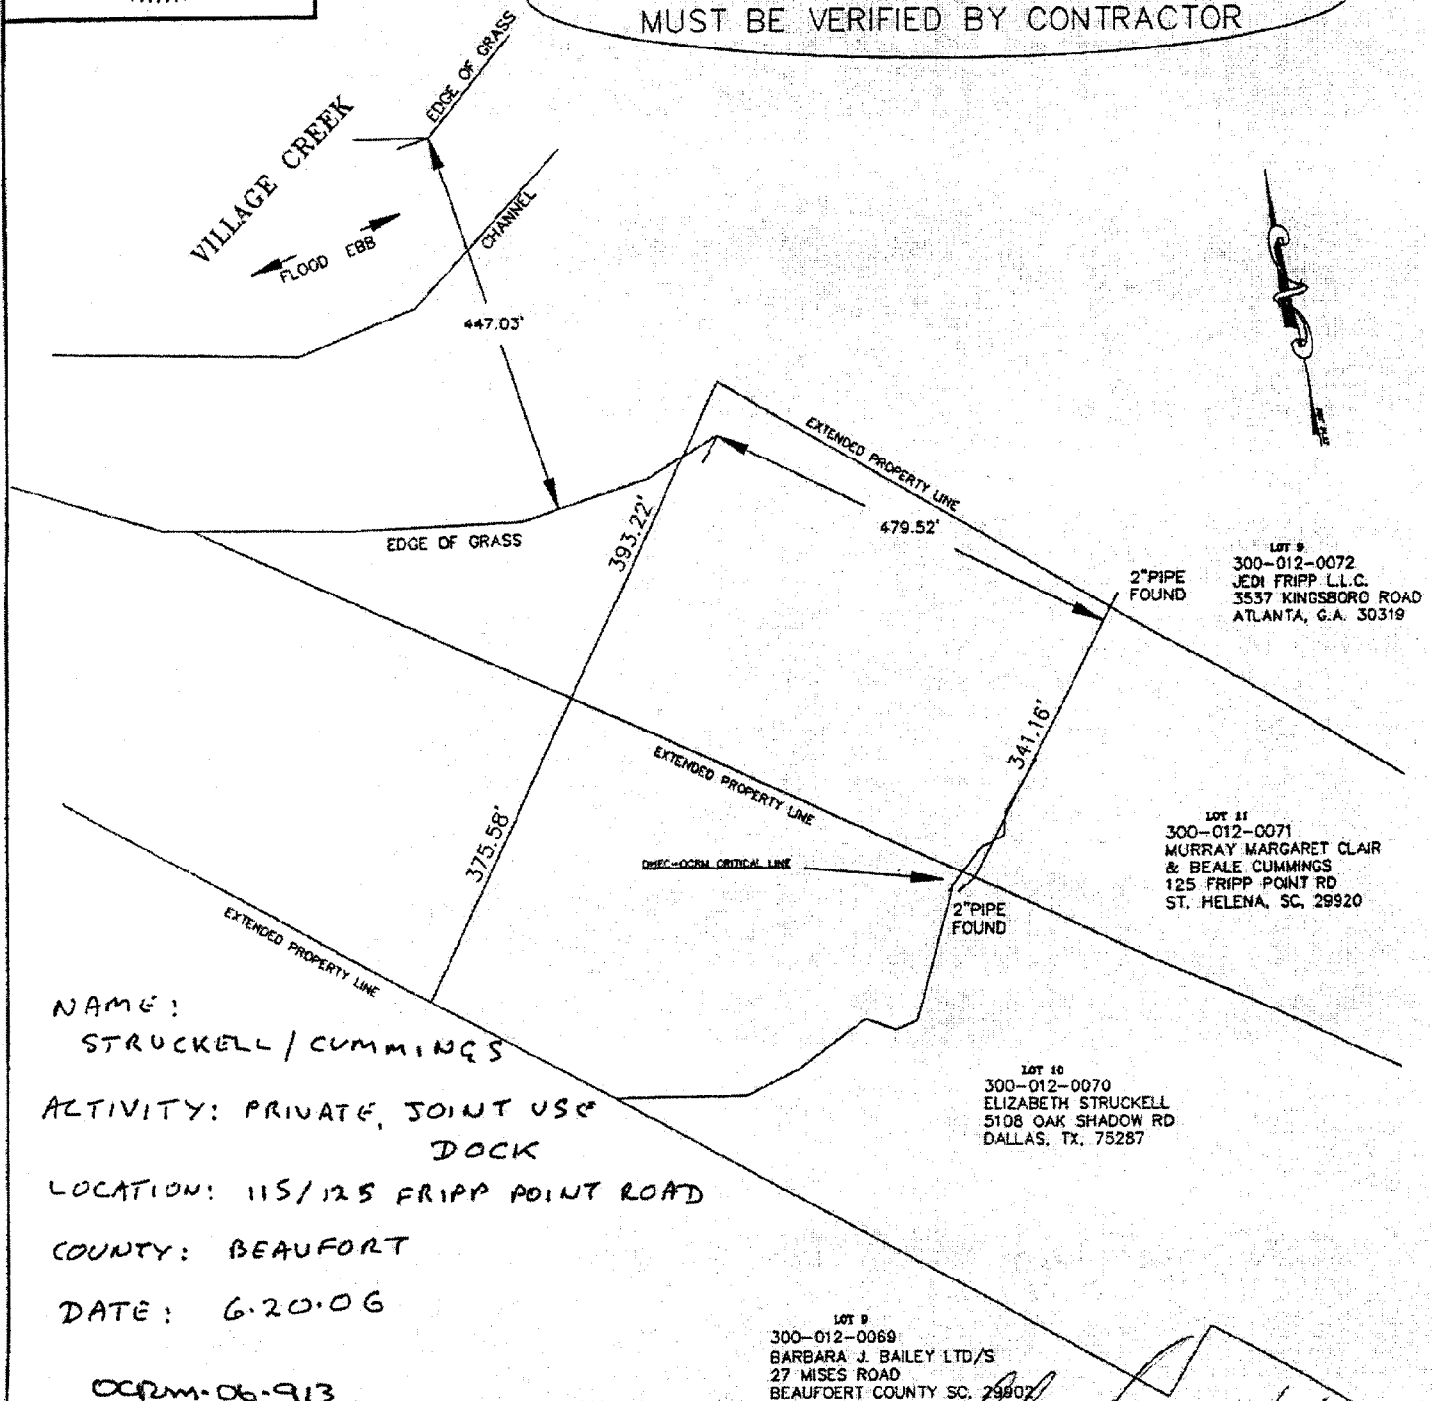 MUST BE VERIFIED BY CONTRACTOR
EDGE OF GRASS
VILLAGE CREEK
FLOOD EBB
CHANNEL
447.03'
EXTENDED PROPERTY LINE
479.52'
393.22'
EDGE OF GRASS
2"PIPE
FOUND
LOT 9
300-012-0072
JEDI FRIPP L.L.C.
3537 KINGSBORO ROAD
ATLANTA, G.A. 30319
341.16'
EXTENDED PROPERTY LINE
375.58'
DHEC-OCRM CRITICAL LINE
2"PIPE
FOUND
LOT 11
300-012-0071
MURRAY MARGARET CLAIR
& BEALE CUMMINGS
125 FRIPP POINT RD
ST. HELENA, SC, 29920
EXTENDED PROPERTY LINE
NAME:
STRUCKELL/CUMMINGS
ACTIVITY: PRIVATE, JOINT USE
DOCK
LOCATION: 115/125 FRIPP POINT ROAD
COUNTY: BEAUFORT
DATE: 6.20.06
OCRM-06-913
LOT 10
300-012-0070
ELIZABETH STRUCKELL
5108 OAK SHADOW RD
DALLAS, TX, 75287
300-012-0069
BARBARA J. BAILEY LTD/S
27 MISES ROAD
BEAUFOERT COUNTY SC, 29902